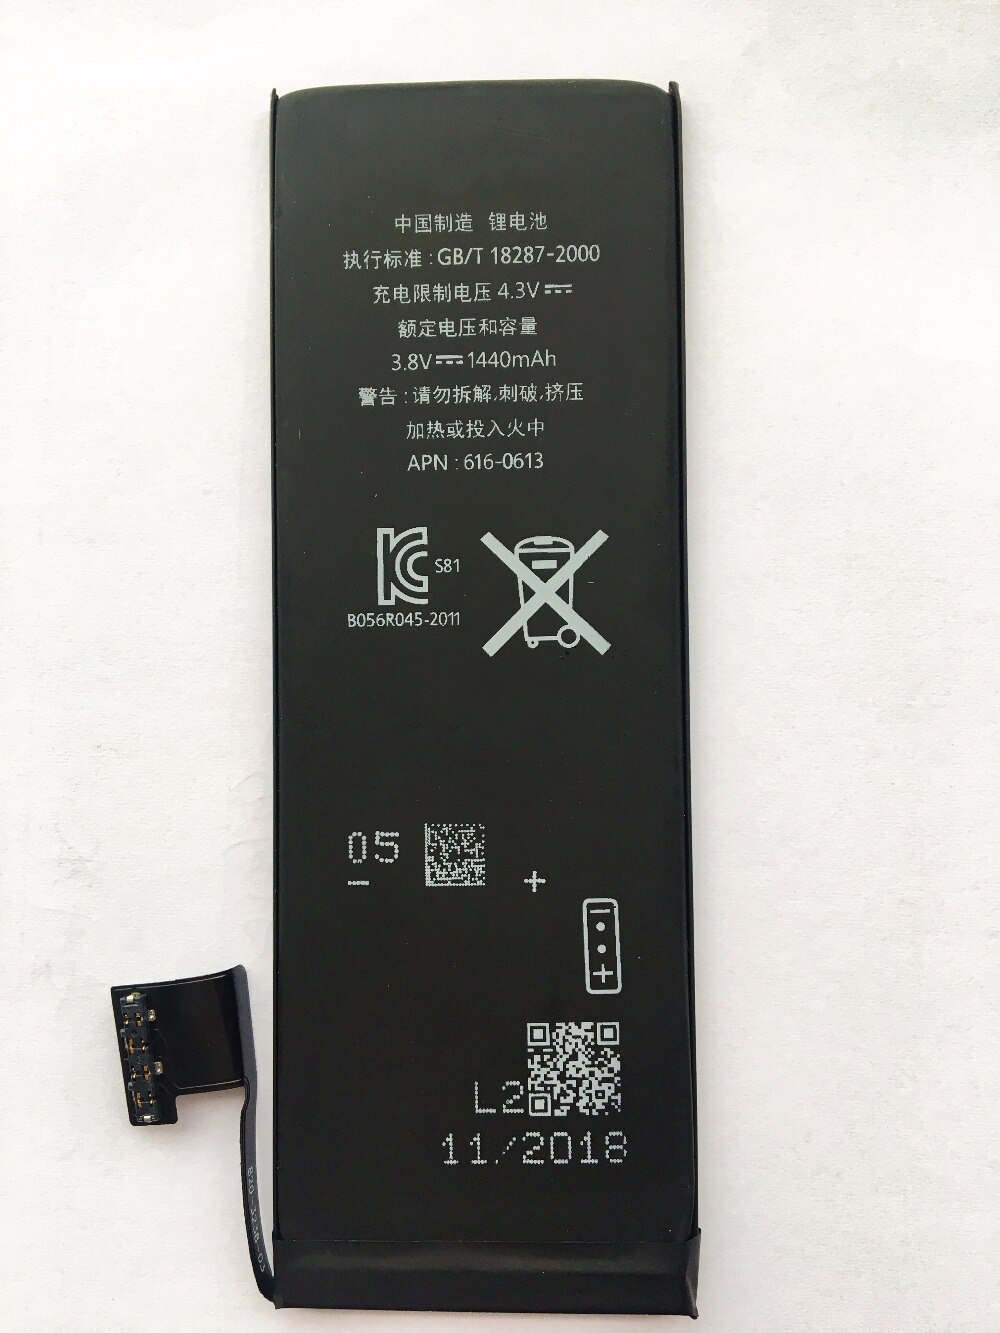 中国制造 锂电池
执行标准：GB/T 18287-2000
充电限制电压 4.3V⎓
额定电压和容量
3.8V⎓1440mAh
警告：请勿拆解,刺破,挤压
加热或投入火中
APN : 616-0613
S81
B056R045-2011
05
+
L2
11/2018